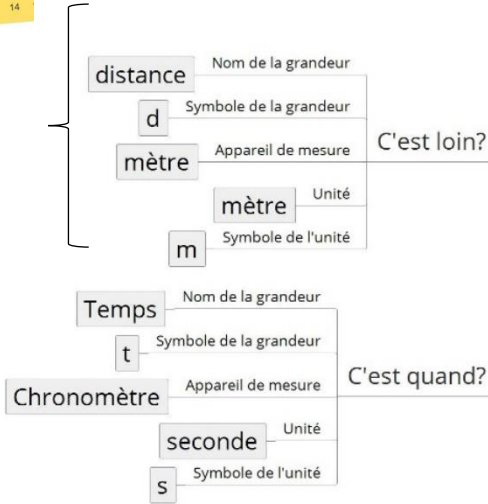 14
distance Nom de la grandeur
d Symbole de la grandeur
mètre Appareil de mesure
C'est loin?
mètre Unité
m Symbole de l'unité
Temps Nom de la grandeur
t Symbole de la grandeur
Chronomètre Appareil de mesure
C'est quand?
seconde Unité
s Symbole de l'unité